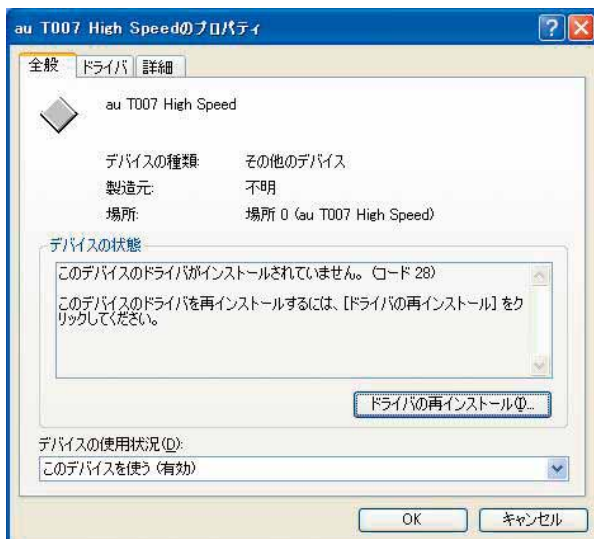 au T007 High Speedのプロパティ
全般 ドライバ 詳細
au T007 High Speed
デバイスの種類: その他のデバイス
製造元: 不明
場所: 場所 0 (au T007 High Speed)
デバイスの状態
このデバイスのドライバがインストールされていません。(コード 28)
このデバイスのドライバを再インストールするには、[ドライバの再インストール] をク
リックしてください。
ドライバの再インストール(I)...
デバイスの使用状況(D):
このデバイスを使う (有効)
OK キャンセル